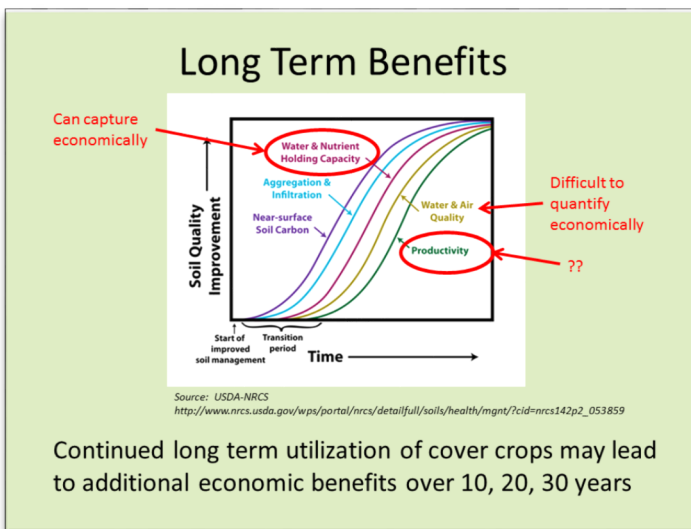 Long Term Benefits
Can capture
economically
Water & Nutrient
Holding Capacity
Aggregation &
Infiltration
Near-surface
Soil Carbon
Water & Air
Quality
Productivity
Difficult to
quantify
economically
??
Soil Quality
Improvement
Start of
improved
soil management
Transition
period
Time
Source: USDA-NRCS
http://www.nrcs.usda.gov/wps/portal/nrcs/detailfull/soils/health/mgnt/?cid=nrcs142p2_053859
Continued long term utilization of cover crops may lead
to additional economic benefits over 10, 20, 30 years